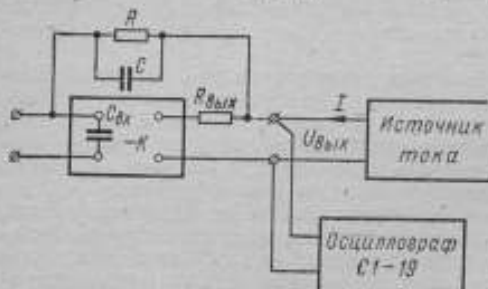 R
C
Rвых
I
Cвх
–K
Uвых
Источник
тока
Осциллограф
С1–19